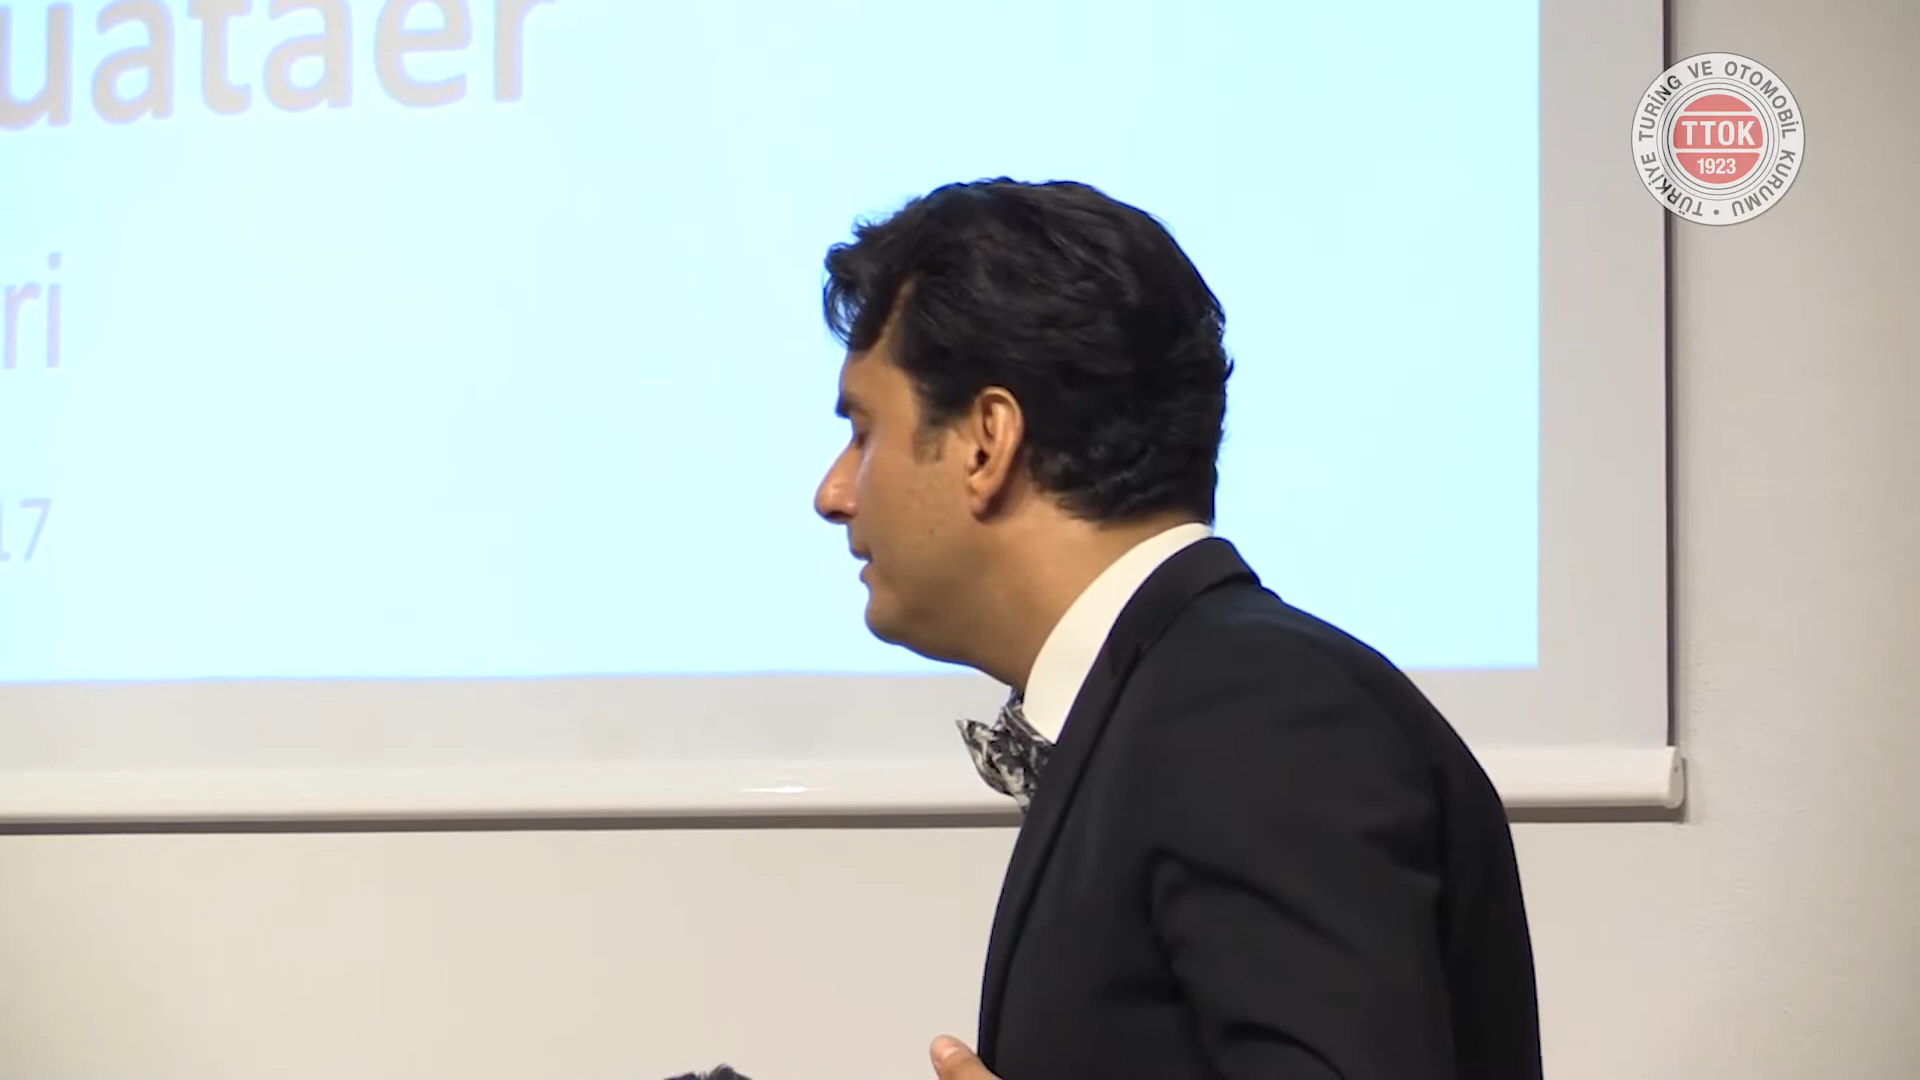 uataer
ri
17
TÜRKİYE TURİNG VE OTOMOBİL KURUMU
TTOK
1923